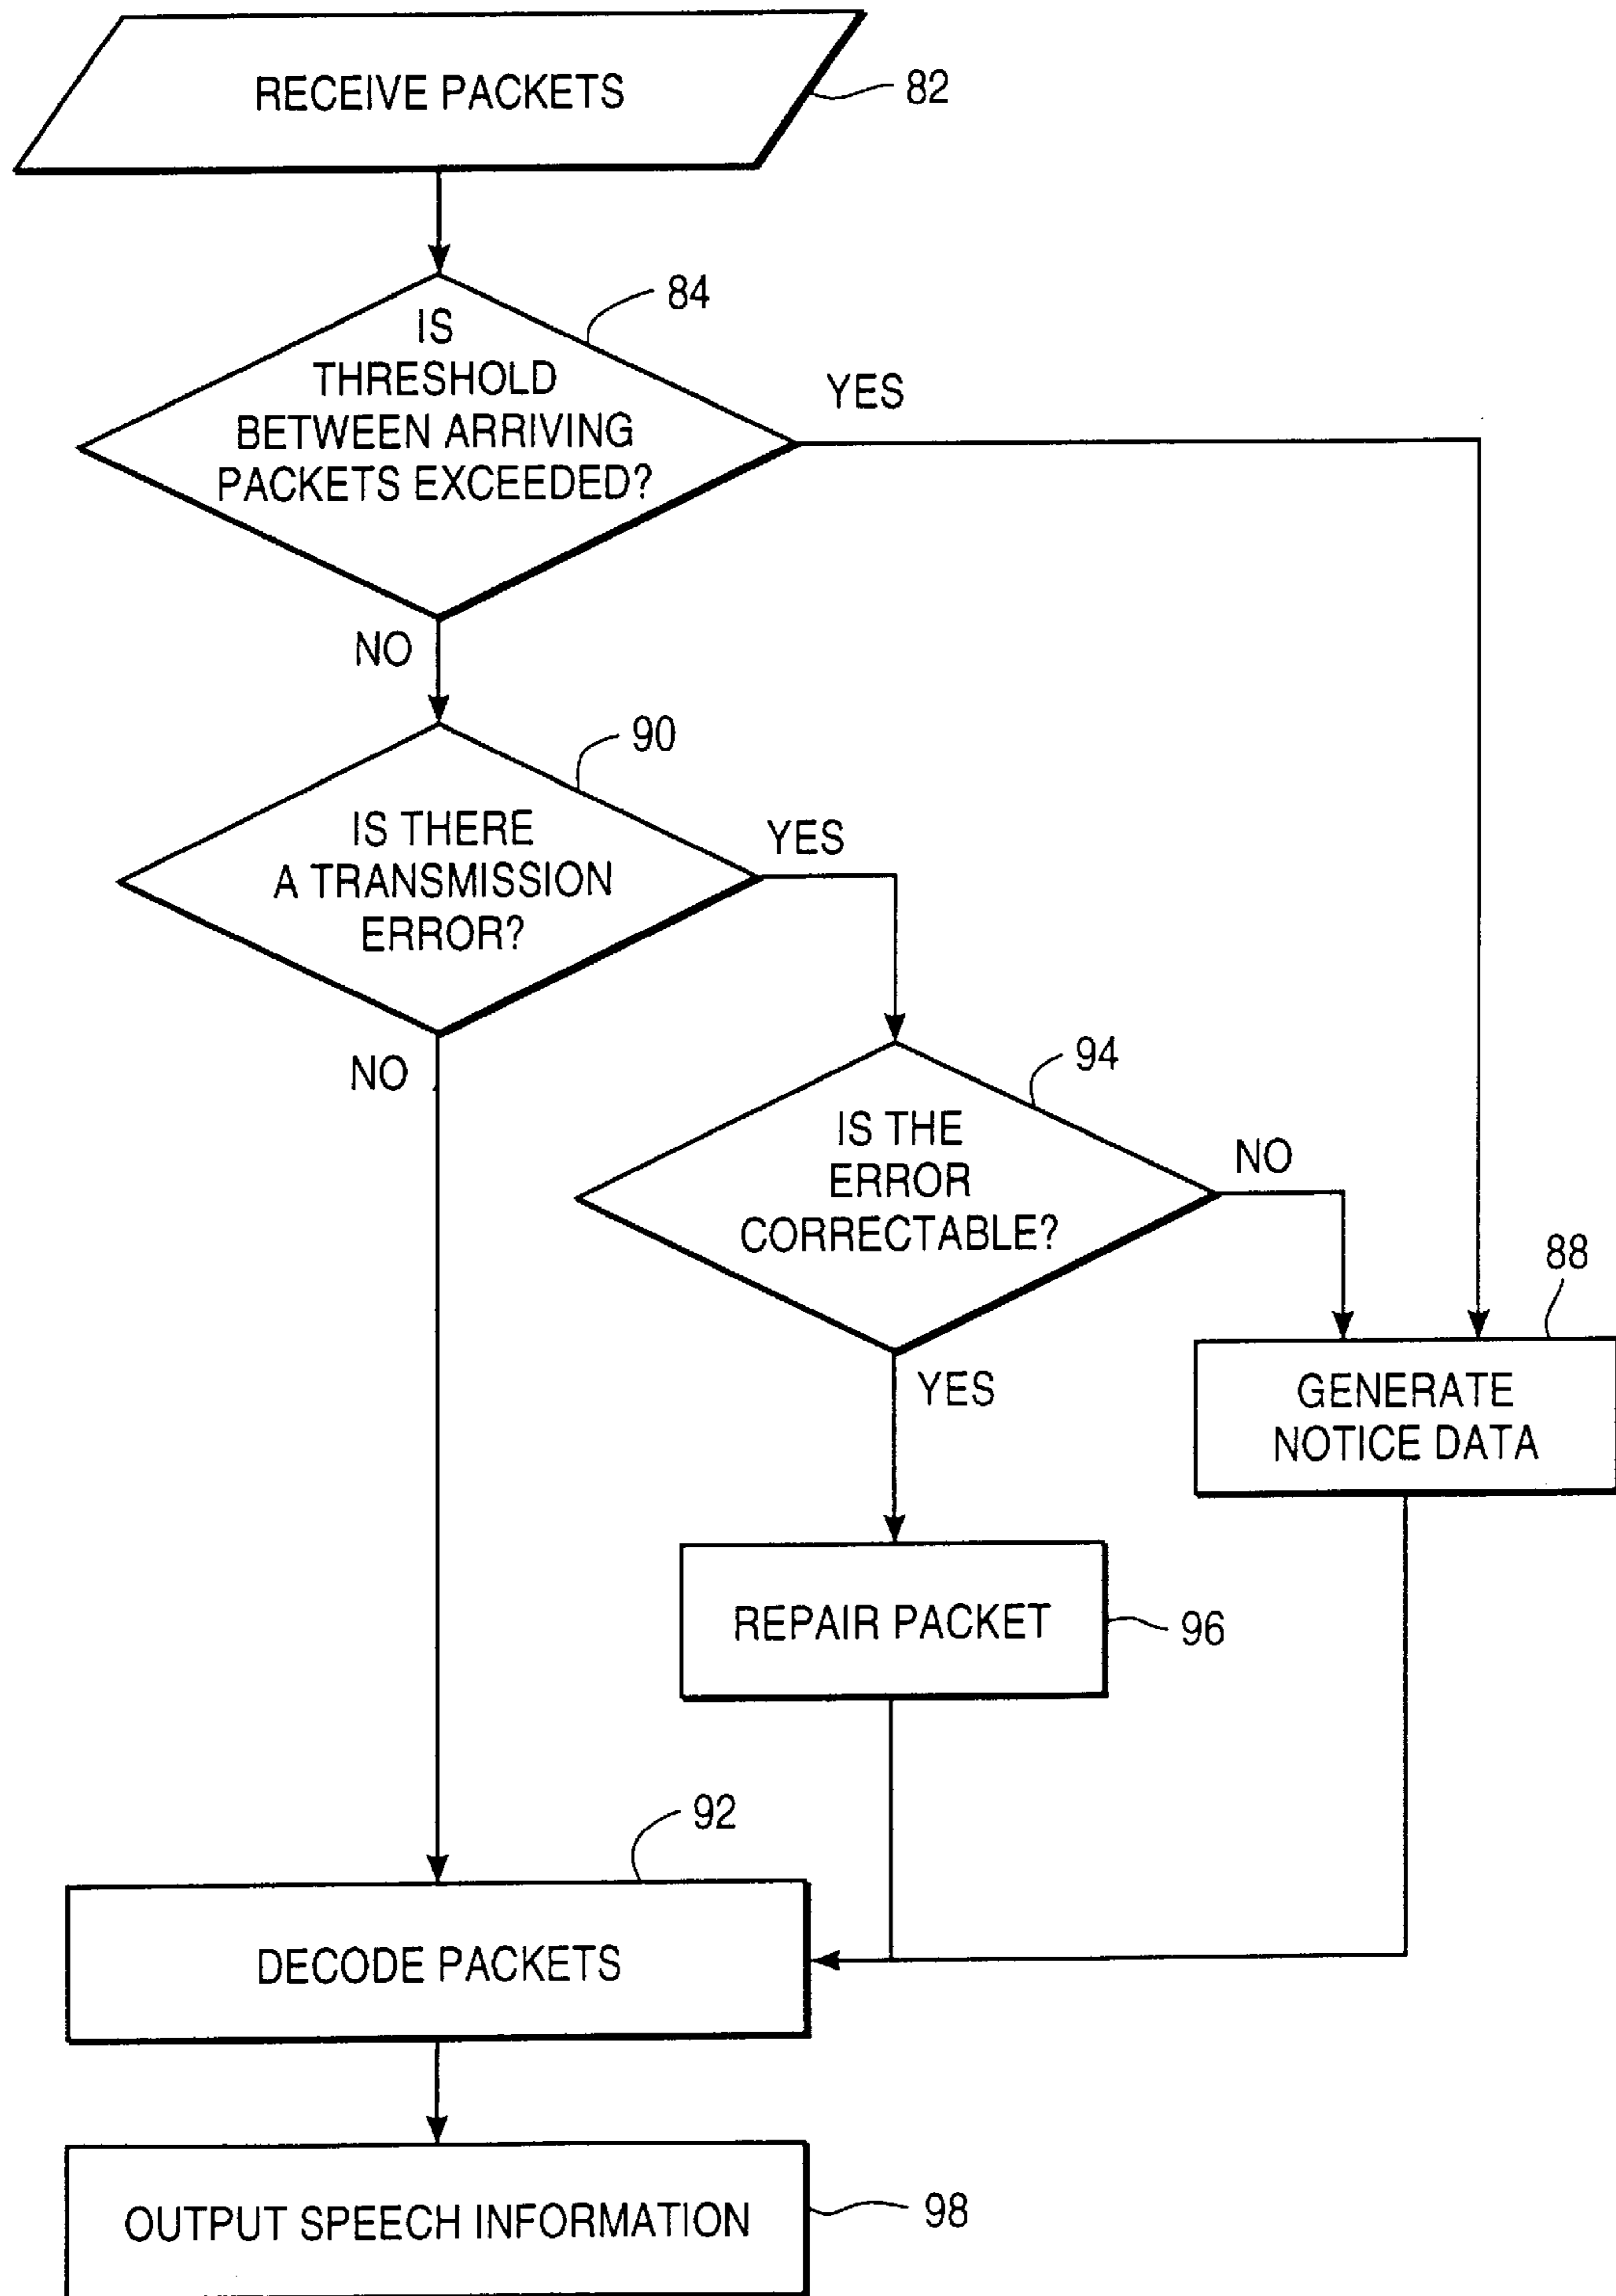 RECEIVE PACKETS
82
84
IS
THRESHOLD
BETWEEN ARRIVING
PACKETS EXCEEDED?
YES
NO
90
IS THERE
A TRANSMISSION
ERROR?
YES
NO
94
IS THE
ERROR
CORRECTABLE?
NO
YES
88
GENERATE
NOTICE DATA
REPAIR PACKET
96
92
DECODE PACKETS
OUTPUT SPEECH INFORMATION
98